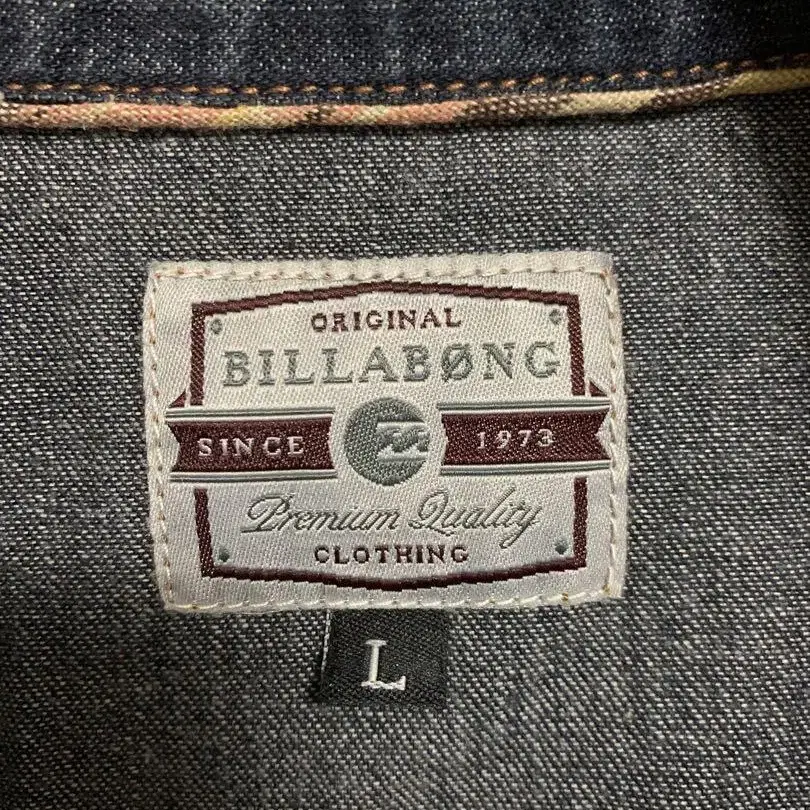 ORIGINAL
BILLABØNG
SINCE 1973
Premium Quality
CLOTHING
L